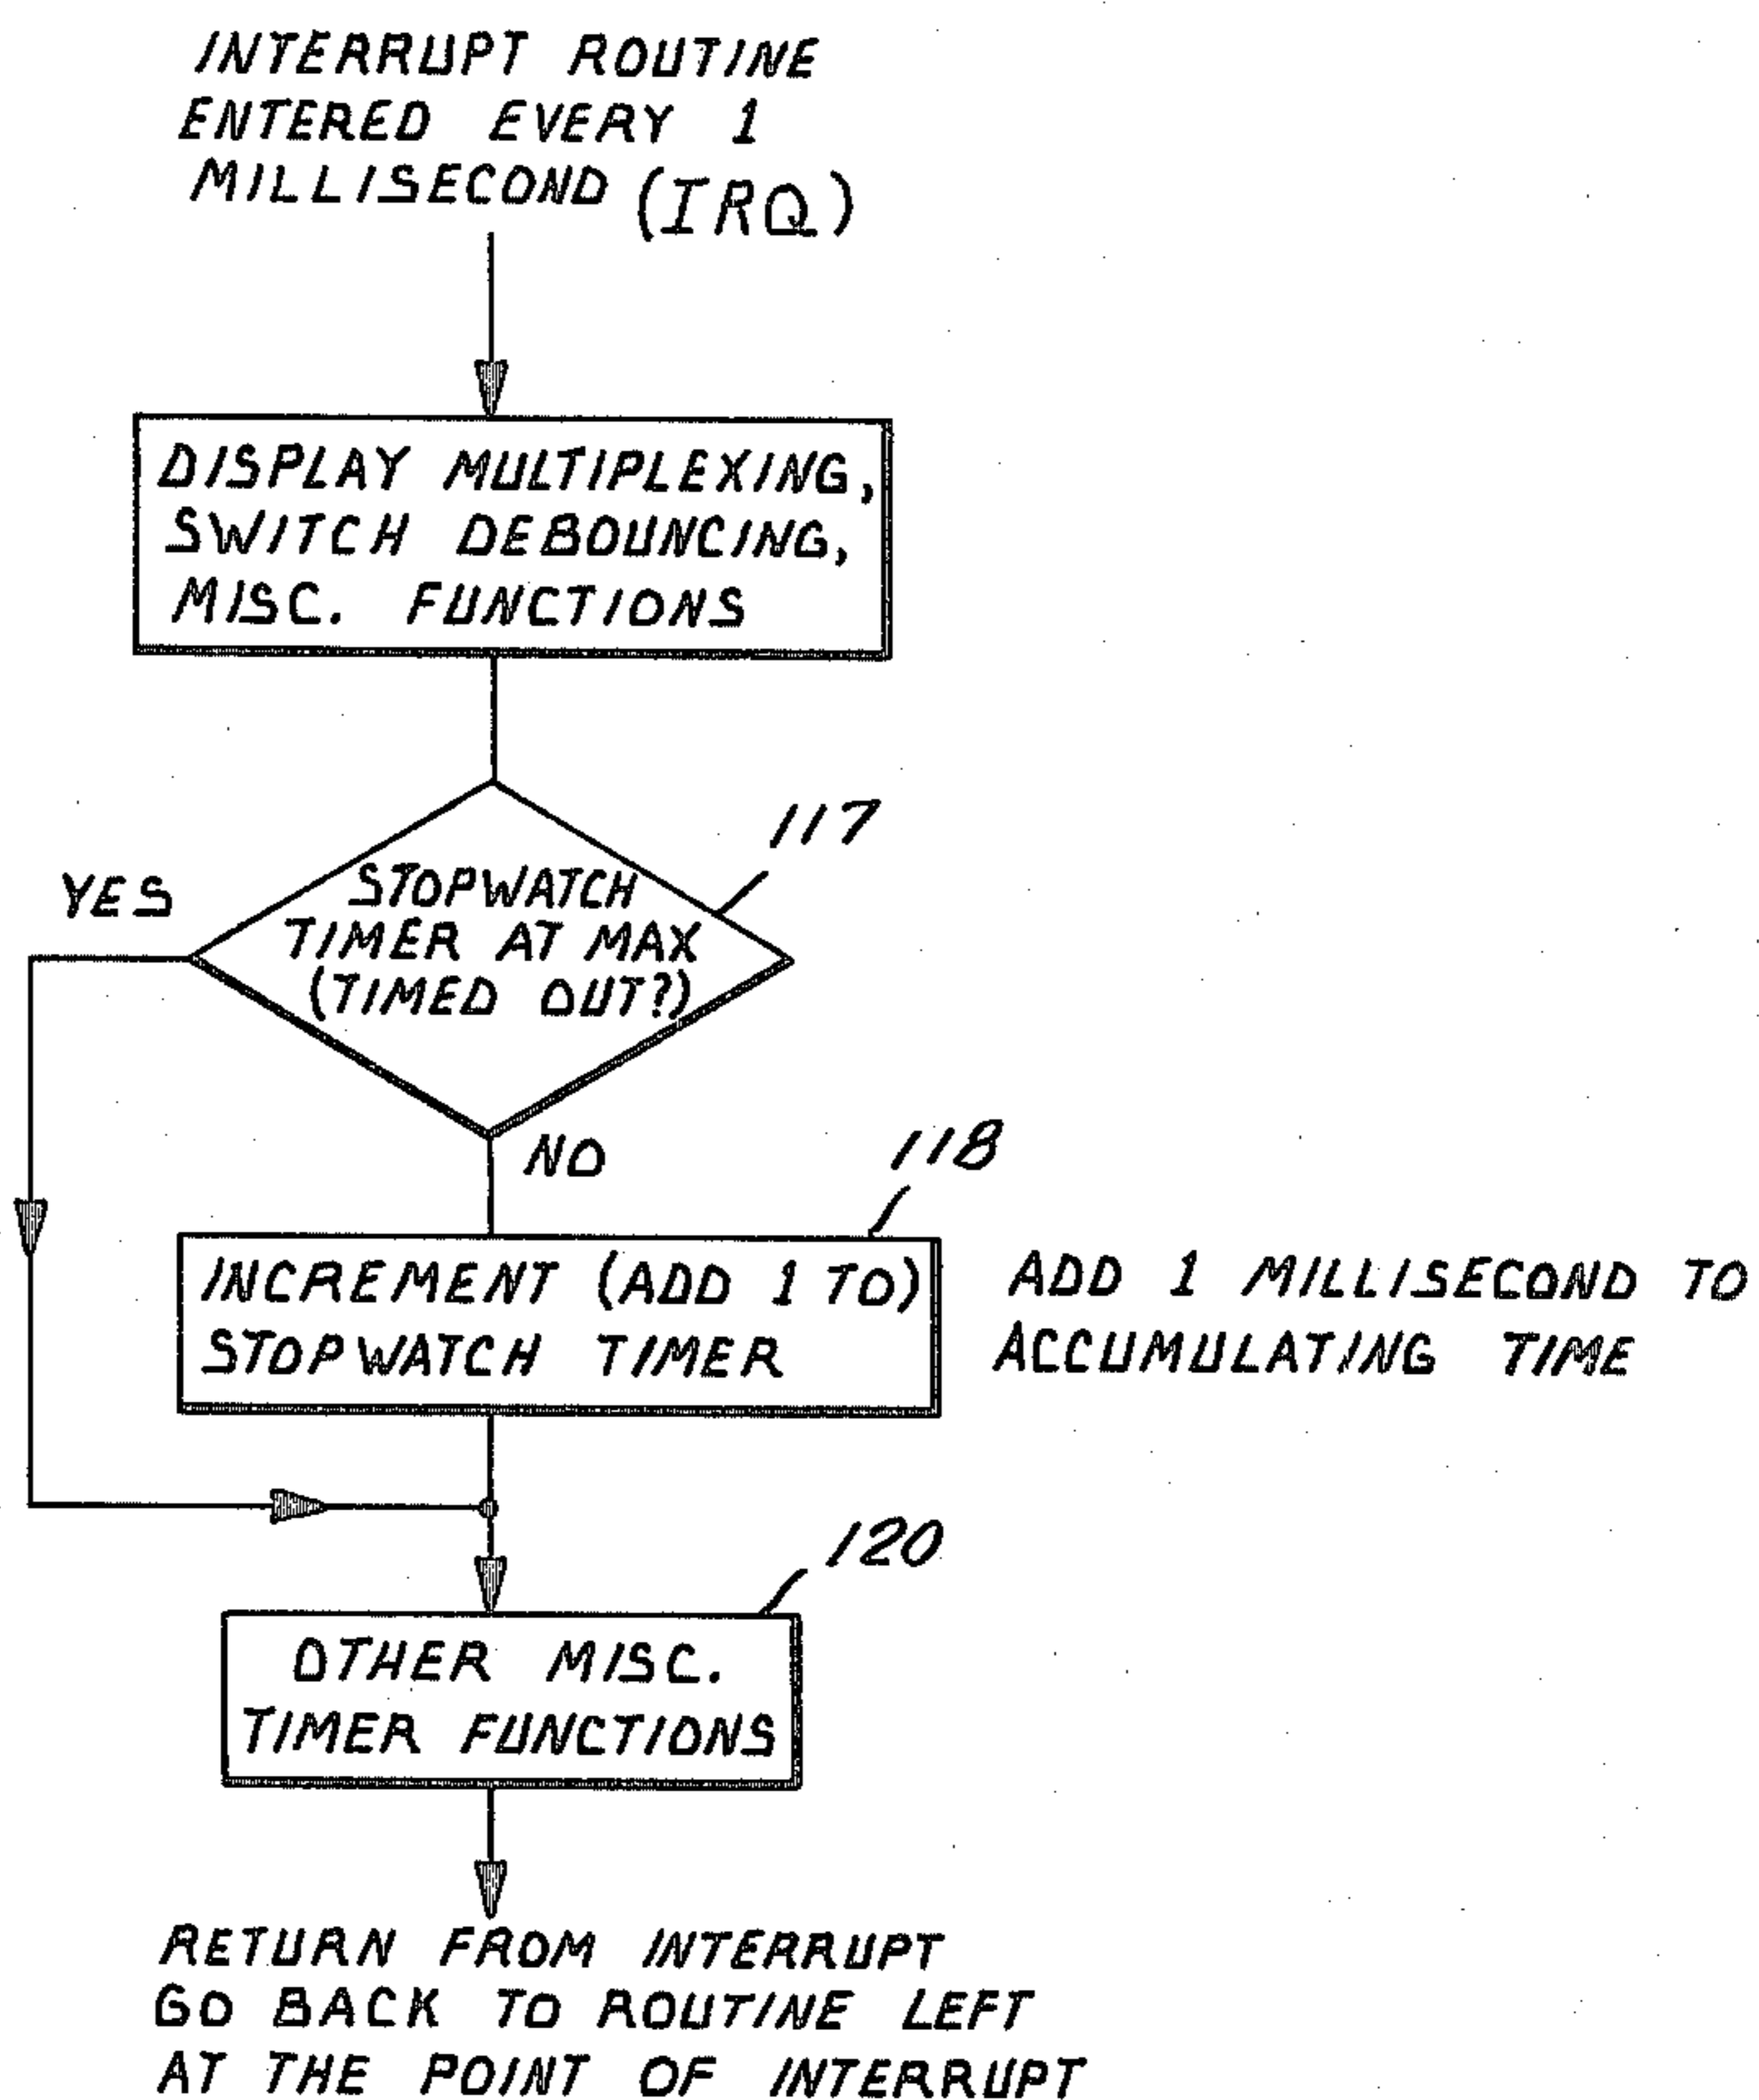 INTERRUPT ROUTINE
ENTERED EVERY 1
MILLISECOND (IRQ)
DISPLAY MULTIPLEXING,
SWITCH DEBOUNCING,
MISC. FUNCTIONS
117
YES
STOPWATCH
TIMER AT MAX
(TIMED OUT?)
NO
118
INCREMENT (ADD 1 TO)
STOPWATCH TIMER
ADD 1 MILLISECOND TO
ACCUMULATING TIME
120
OTHER MISC.
TIMER FUNCTIONS
RETURN FROM INTERRUPT
GO BACK TO ROUTINE LEFT
AT THE POINT OF INTERRUPT